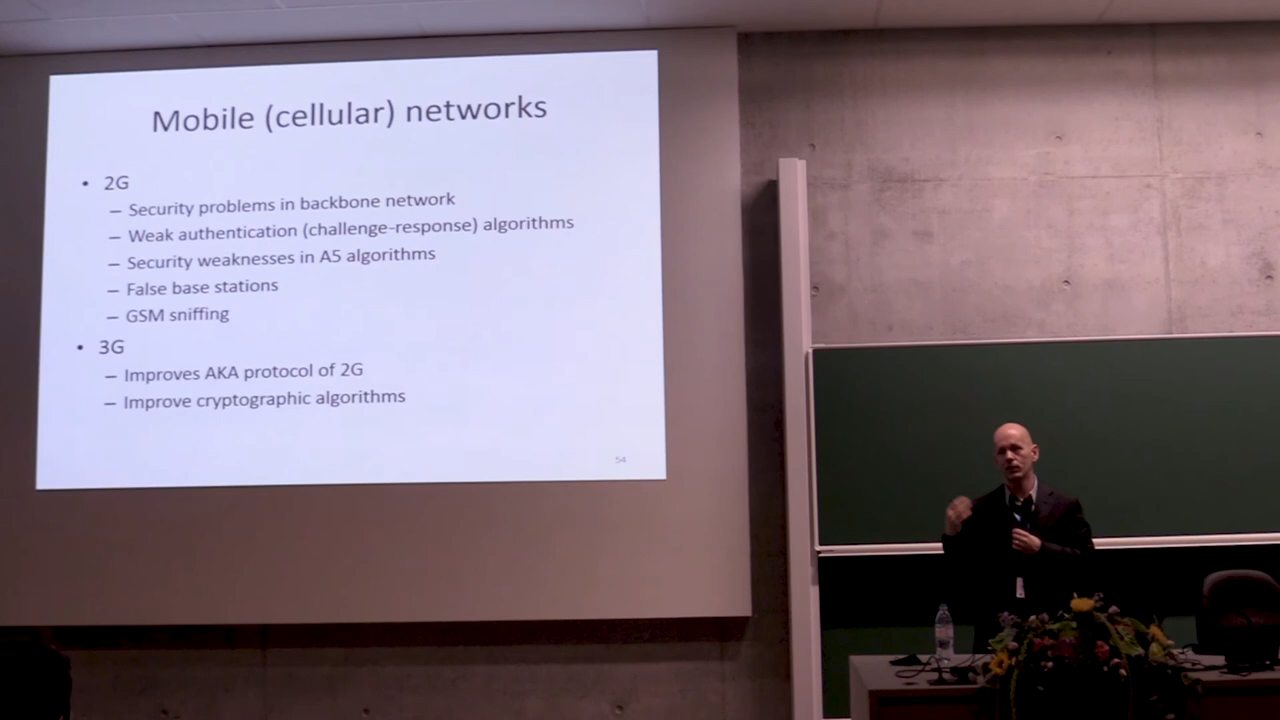 Mobile (cellular) networks
• 2G
– Security problems in backbone network
– Weak authentication (challenge-response) algorithms
– Security weaknesses in A5 algorithms
– False base stations
– GSM sniffing
• 3G
– Improves AKA protocol of 2G
– Improve cryptographic algorithms
54